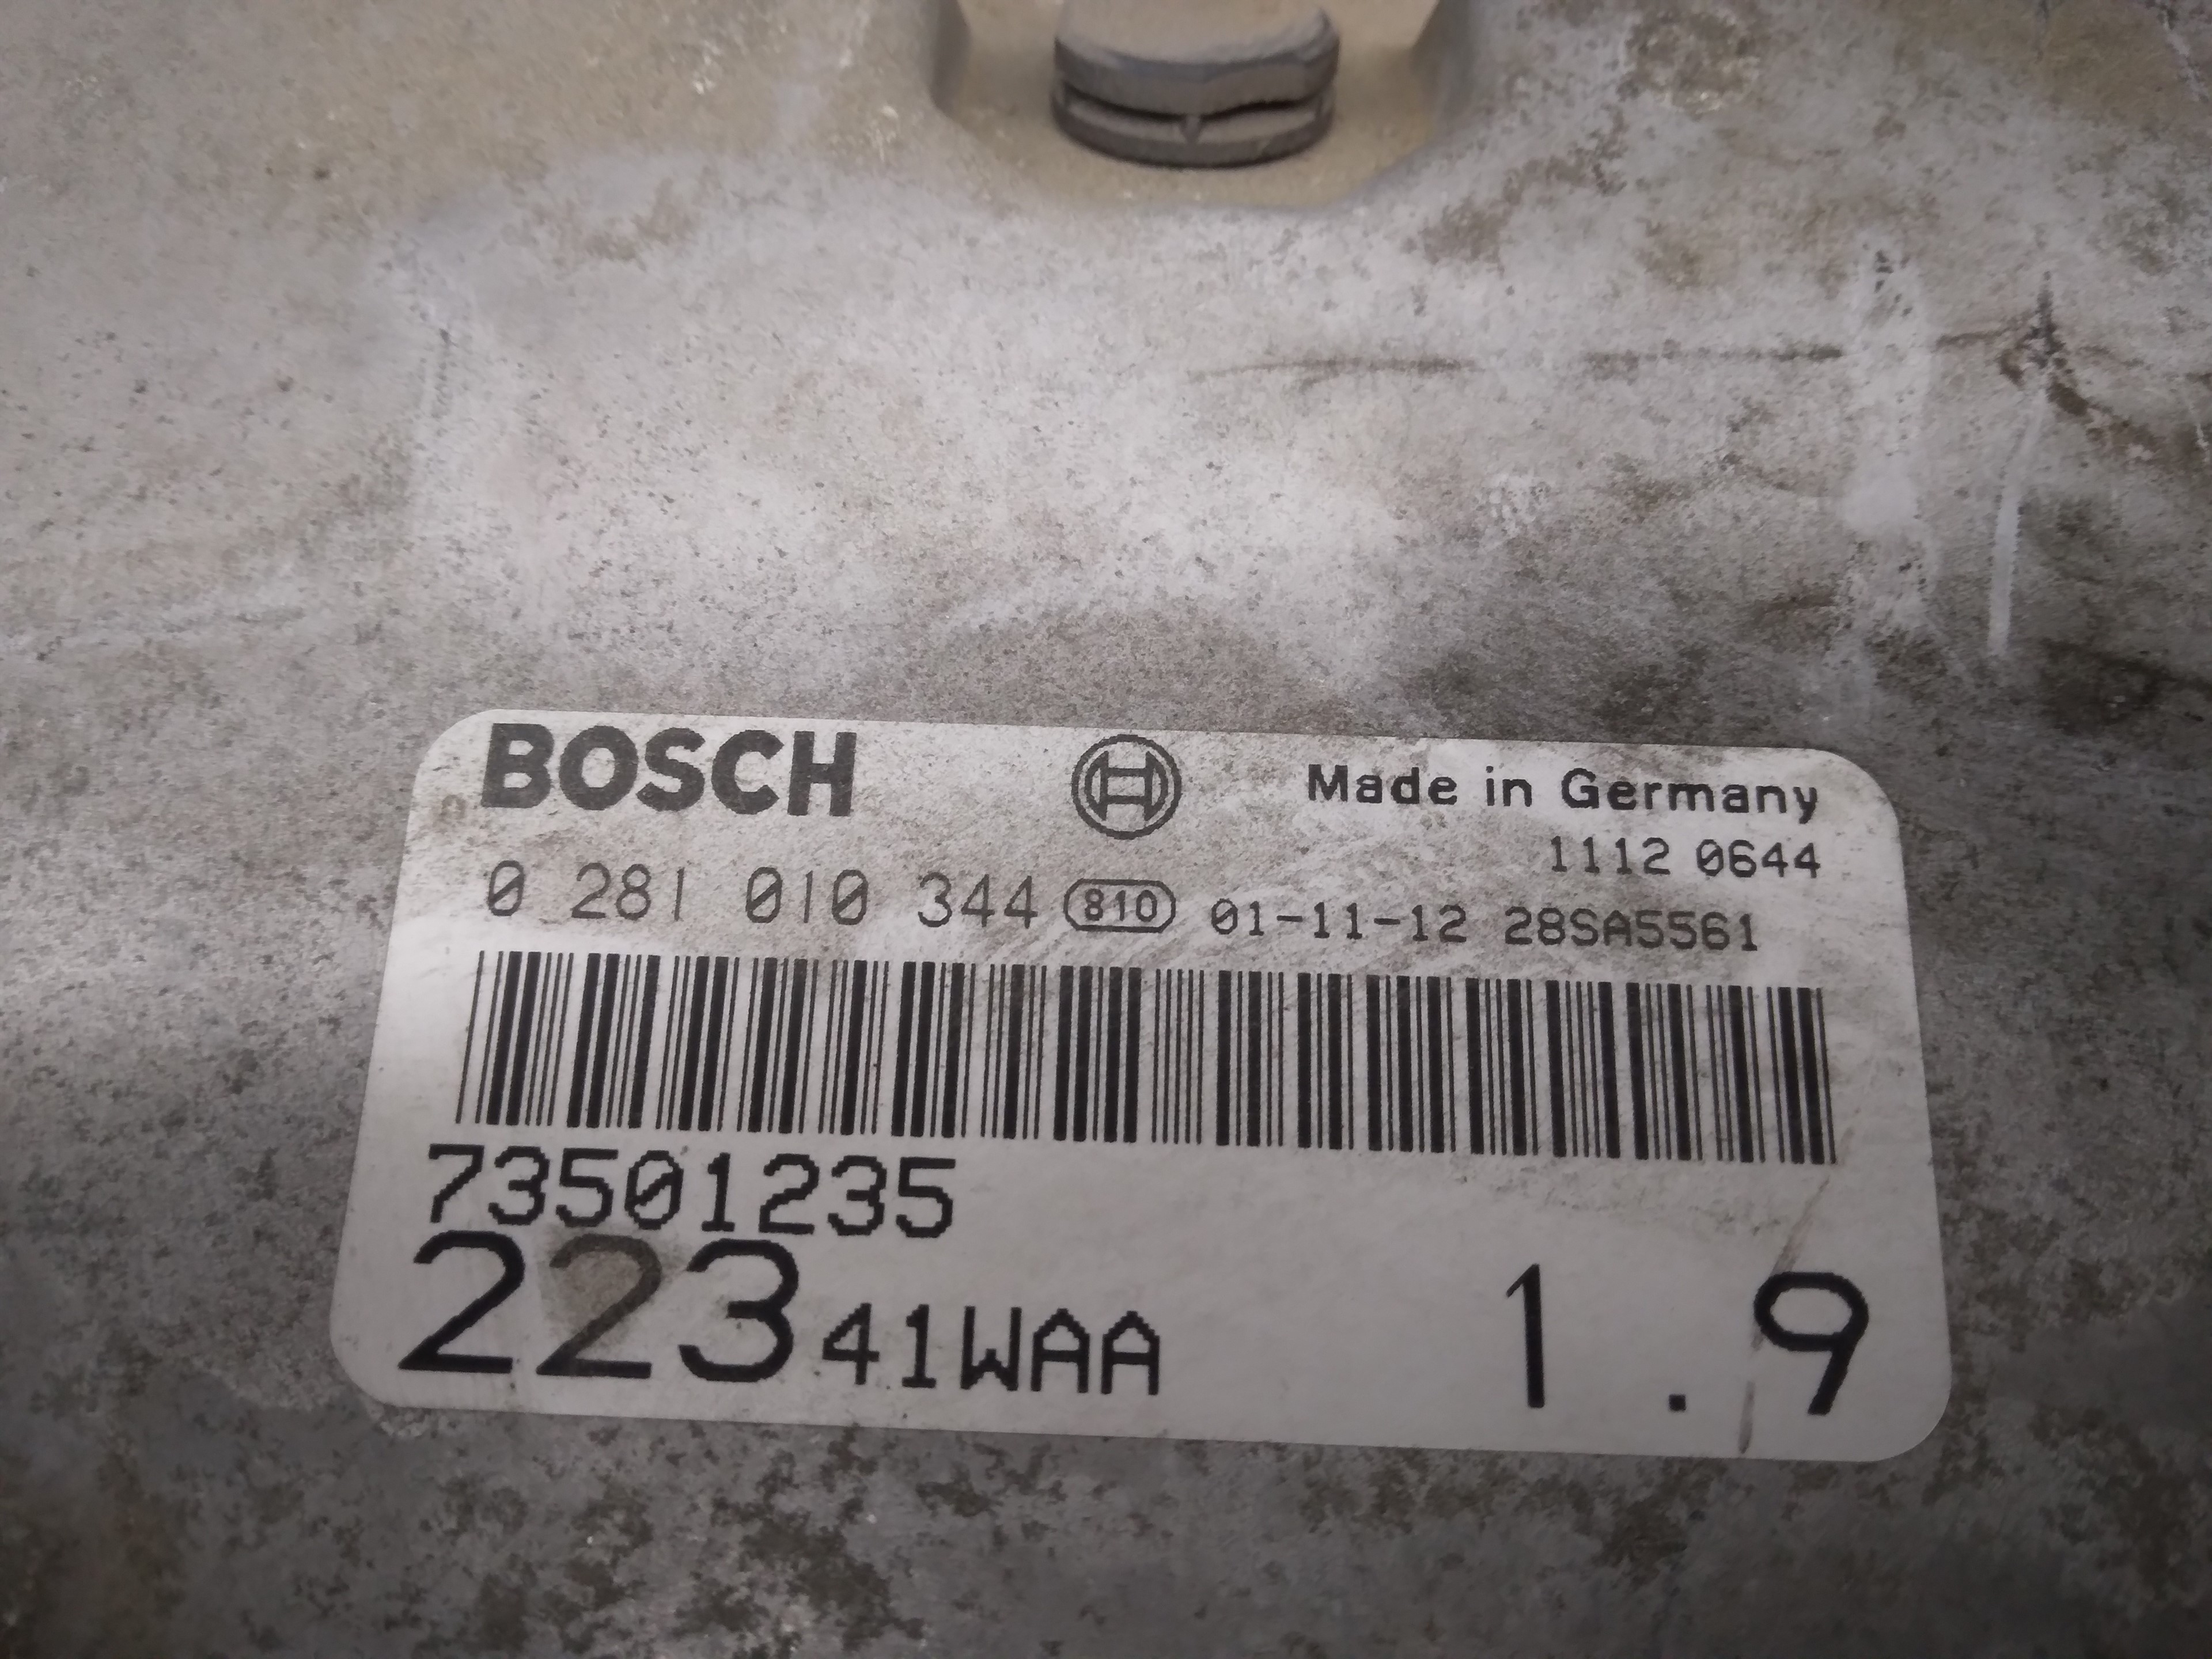 BOSCH Made in Germany
1112 0644
0 281 010 344 810 01-11-12 28SA5561
73501235
223 41WAA 1.9